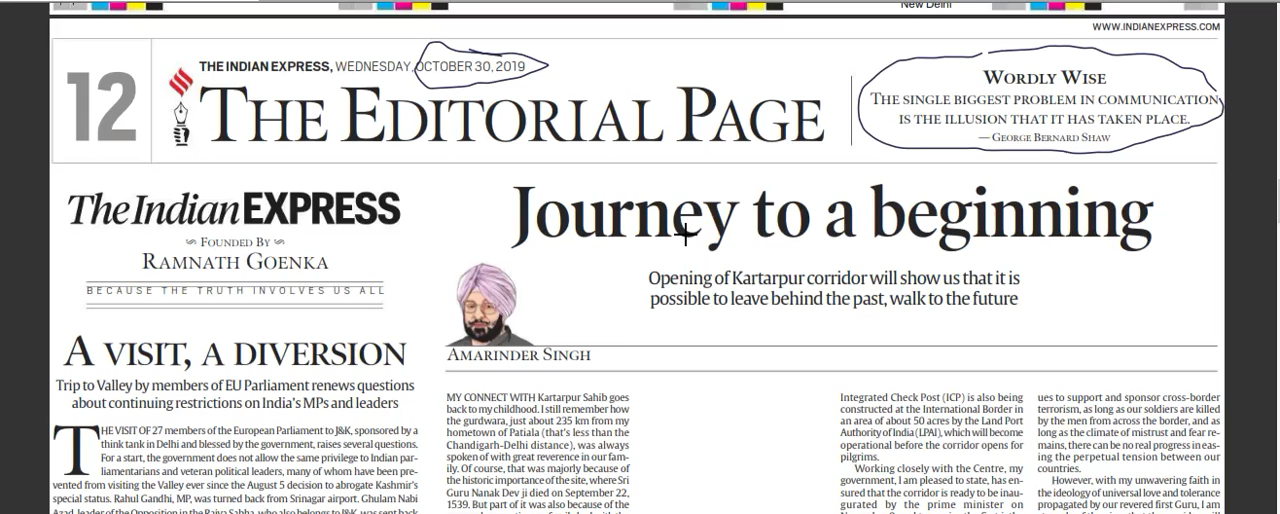 New Delhi
WWW.INDIANEXPRESS.COM
12
THE INDIAN EXPRESS, WEDNESDAY, OCTOBER 30, 2019
THE EDITORIAL PAGE
WORDLY WISE
THE SINGLE BIGGEST PROBLEM IN COMMUNICATION
IS THE ILLUSION THAT IT HAS TAKEN PLACE.
— GEORGE BERNARD SHAW
The Indian EXPRESS
FOUNDED BY
RAMNATH GOENKA
BECAUSE THE TRUTH INVOLVES US ALL
A VISIT, A DIVERSION
Trip to Valley by members of EU Parliament renews questions
about continuing restrictions on India's MPs and leaders
THE VISIT OF 27 members of the European Parliament to J&K, sponsored by a
think tank in Delhi and blessed by the government, raises several questions.
For a start, the government does not allow the same privilege to Indian par-
liamentarians and veteran political leaders, many of whom have been pre-
vented from visiting the Valley ever since the August 5 decision to abrogate Kashmir's
special status. Rahul Gandhi, MP, was turned back from Srinagar airport. Ghulam Nabi
Azad, leader of the Opposition in the Rajya Sabha, who also belongs to J&K, was sent back
Journey to a beginning
Opening of Kartarpur corridor will show us that it is
possible to leave behind the past, walk to the future
AMARINDER SINGH
MY CONNECT WITH Kartarpur Sahib goes
back to my childhood. I still remember how
the gurdwara, just about 235 km from my
hometown of Patiala (that's less than the
Chandigarh-Delhi distance), was always
spoken of with great reverence in our fam-
ily. Of course, that was majorly because of
the historic importance of the site, where Sri
Guru Nanak Dev ji died on September 22,
1539. But part of it was also because of the
Integrated Check Post (ICP) is also being
constructed at the International Border in
an area of about 50 acres by the Land Port
Authority of India (LPAI), which will become
operational before the corridor opens for
pilgrims.
Working closely with the Centre, my
government, I am pleased to state, has en-
sured that the corridor is ready to be inau-
gurated by the prime minister on
ues to support and sponsor cross-border
terrorism, as long as our soldiers are killed
by the men from across the border, and as
long as the climate of mistrust and fear re-
mains, there can be no real progress in eas-
ing the perpetual tension between our
countries.
However, with my unwavering faith in
the ideology of universal love and tolerance
propagated by our revered first Guru, I am